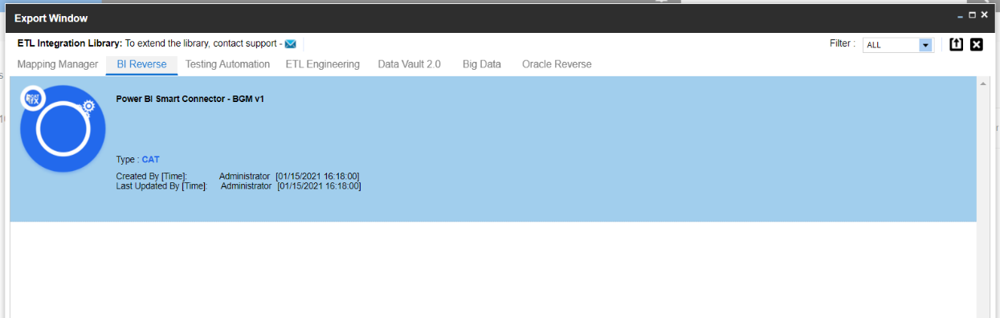 Export Window
ETL Integration Library: To extend the library, contact support -
Filter : ALL
Mapping Manager BI Reverse Testing Automation ETL Engineering Data Vault 2.0 Big Data Oracle Reverse
CAT
fX
Power BI Smart Connector - BGM v1
Type : CAT
Created By [Time]: Administrator [01/15/2021 16:18:00]
Last Updated By [Time]: Administrator [01/15/2021 16:18:00]